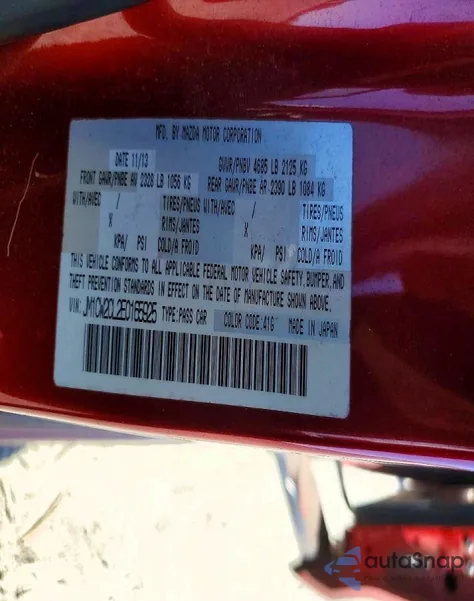 MFD. BY MAZDA MOTOR CORPORATION
DATE 11/13 GVWR/PNBV 4685 LB 2125 KG
FRONT GAWR/PNBE AV 2328 LB 1056 KG REAR GAWR/PNBE AR 2390 LB 1084 KG
WITH/AVEC / TIRES/PNEUS WITH/AVEC / TIRES/PNEUS
X RIMS/JANTES X RIMS/JANTES
KPA/ PSI COLD/A FROID KPA/ PSI COLD/A FROID
THIS VEHICLE CONFORMS TO ALL APPLICABLE FEDERAL MOTOR VEHICLE SAFETY, BUMPER, AND
THEFT PREVENTION STANDARDS IN EFFECT ON THE DATE OF MANUFACTURE SHOWN ABOVE.
VIN: TYPE:PASS CAR COLOR CODE:41G MADE IN JAPAN
autoSnap